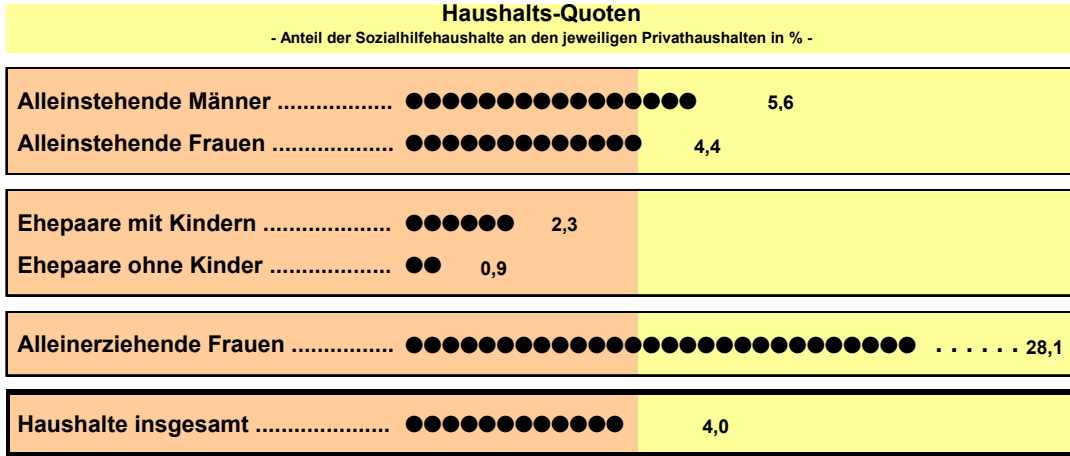 Haushalts-Quoten
- Anteil der Sozialhilfehaushalte an den jeweiligen Privathaushalten in % -
Alleinstehende Männer .................. ●●●●●●●●●●●●●●●● 5,6
Alleinstehende Frauen ................... ●●●●●●●●●●●●● 4,4
Ehepaare mit Kindern .................... ●●●●●● 2,3
Ehepaare ohne Kinder ................... ●● 0,9
Alleinerziehende Frauen ................ ●●●●●●●●●●●●●●●●●●●●●●●●●●●● . . . . . . 28,1
Haushalte insgesamt ..................... ●●●●●●●●●●●● 4,0